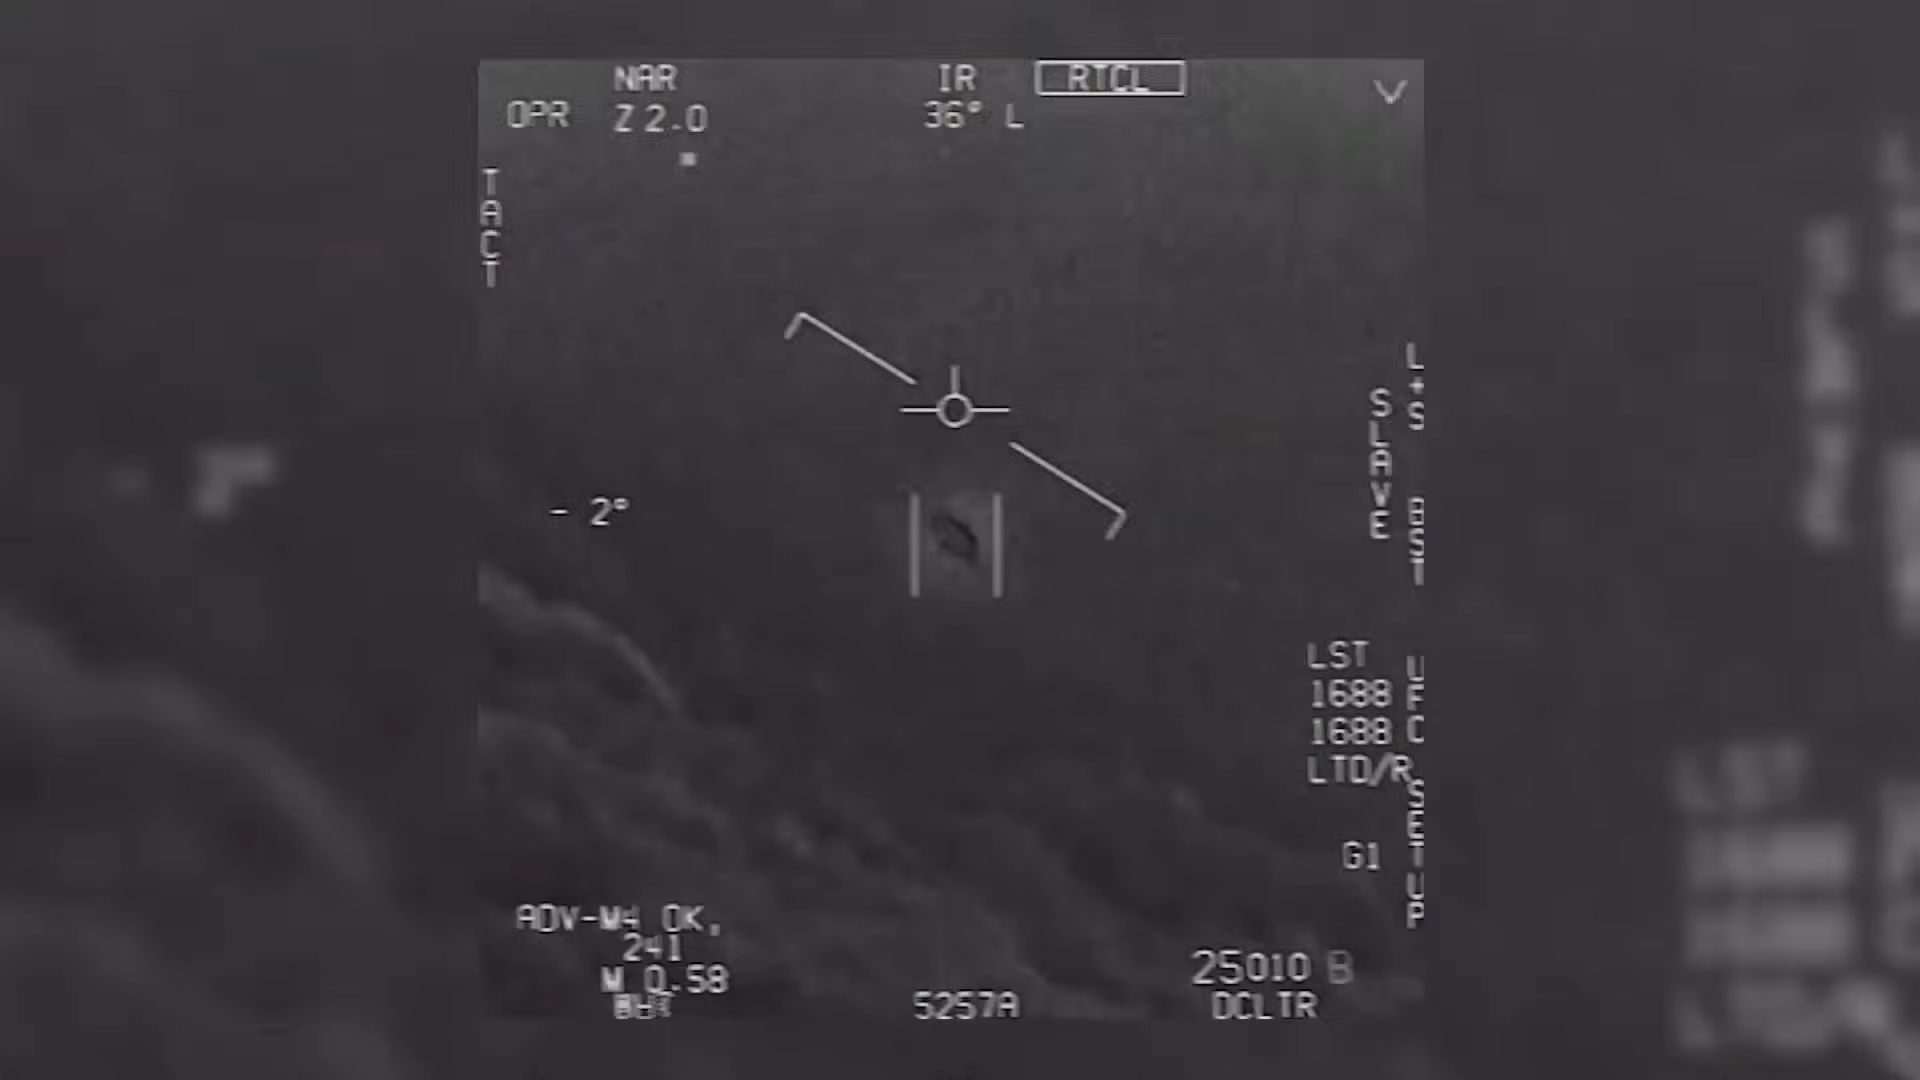 NAR
IR
RTCL
OPR
Z 2.0
36° L
TACT
- 2°
L+S
SLAVE
BST
LST
1688
UFC
1688
LTD/R
G1
SETUP
ADV-M4 OK,
241
M 0.58
25010 B
5257A
DCLTR